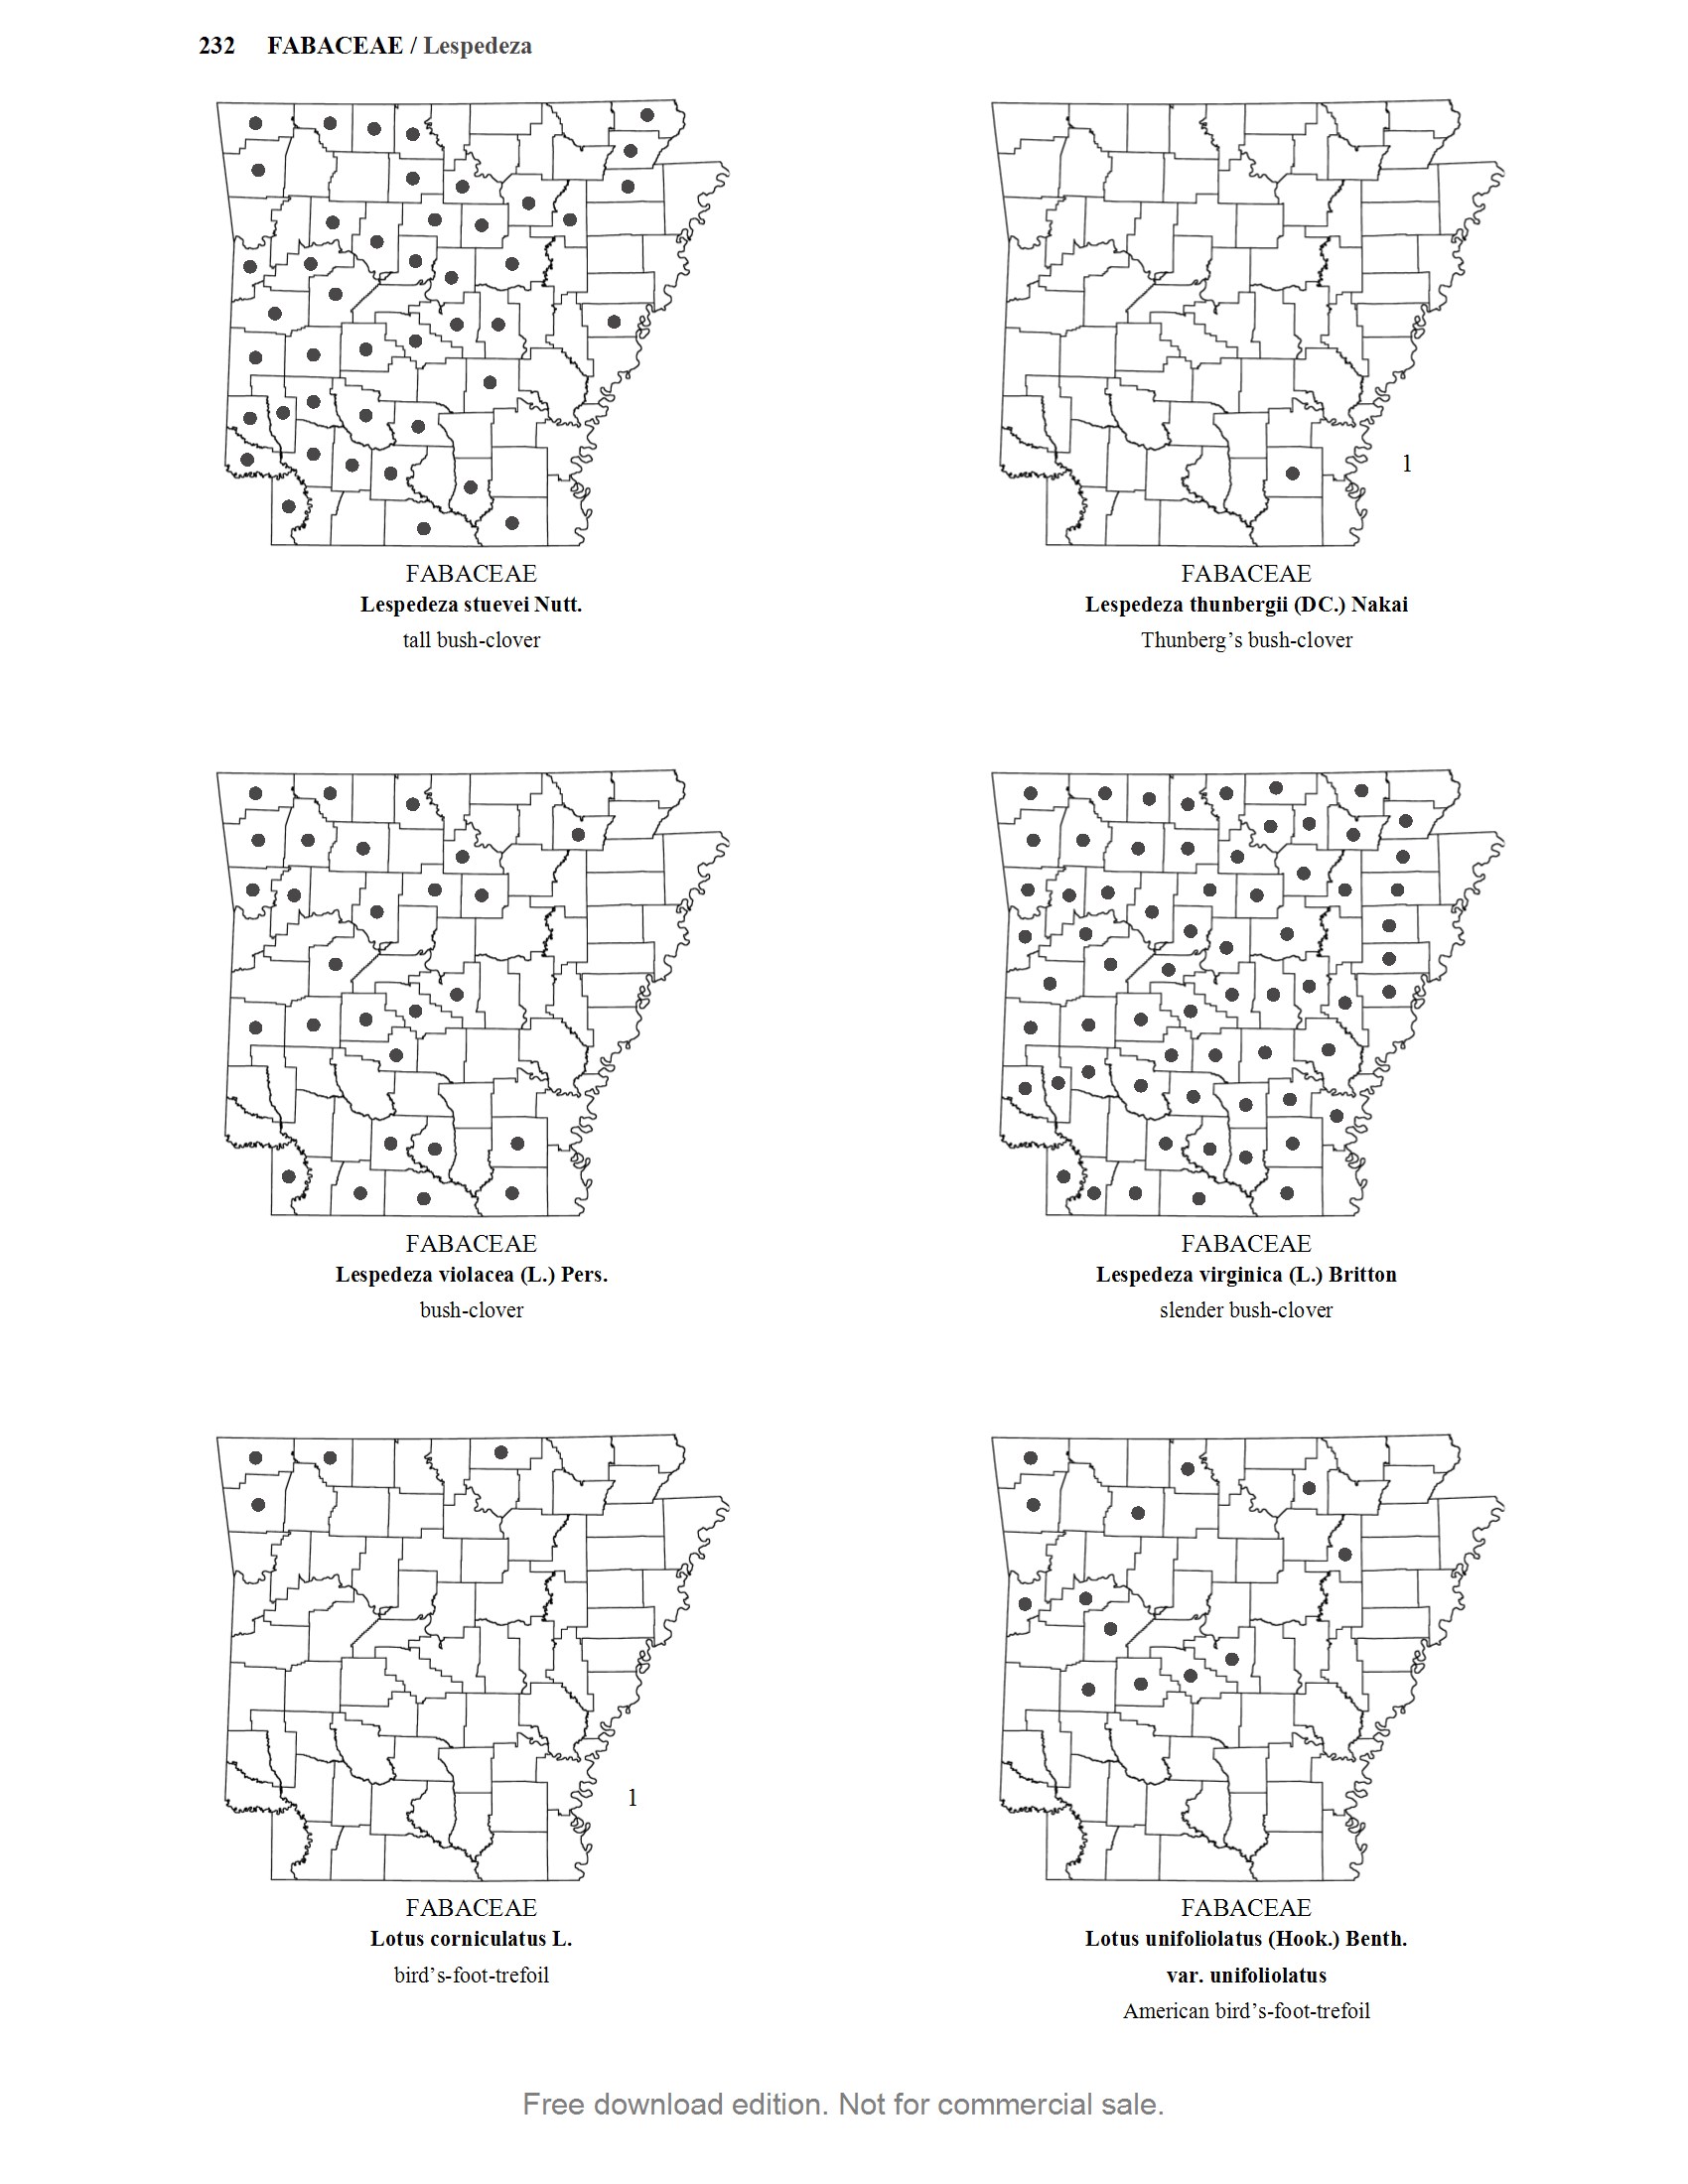 232 FABACEAE / Lespedeza
FABACEAE
Lespedeza stuevei Nutt.
tall bush-clover
1
FABACEAE
Lespedeza thunbergii (DC.) Nakai
Thunberg’s bush-clover
FABACEAE
Lespedeza violacea (L.) Pers.
bush-clover
FABACEAE
Lespedeza virginica (L.) Britton
slender bush-clover
1
FABACEAE
Lotus corniculatus L.
bird’s-foot-trefoil
FABACEAE
Lotus unifoliolatus (Hook.) Benth.
var. unifoliolatus
American bird’s-foot-trefoil
Free download edition. Not for commercial sale.